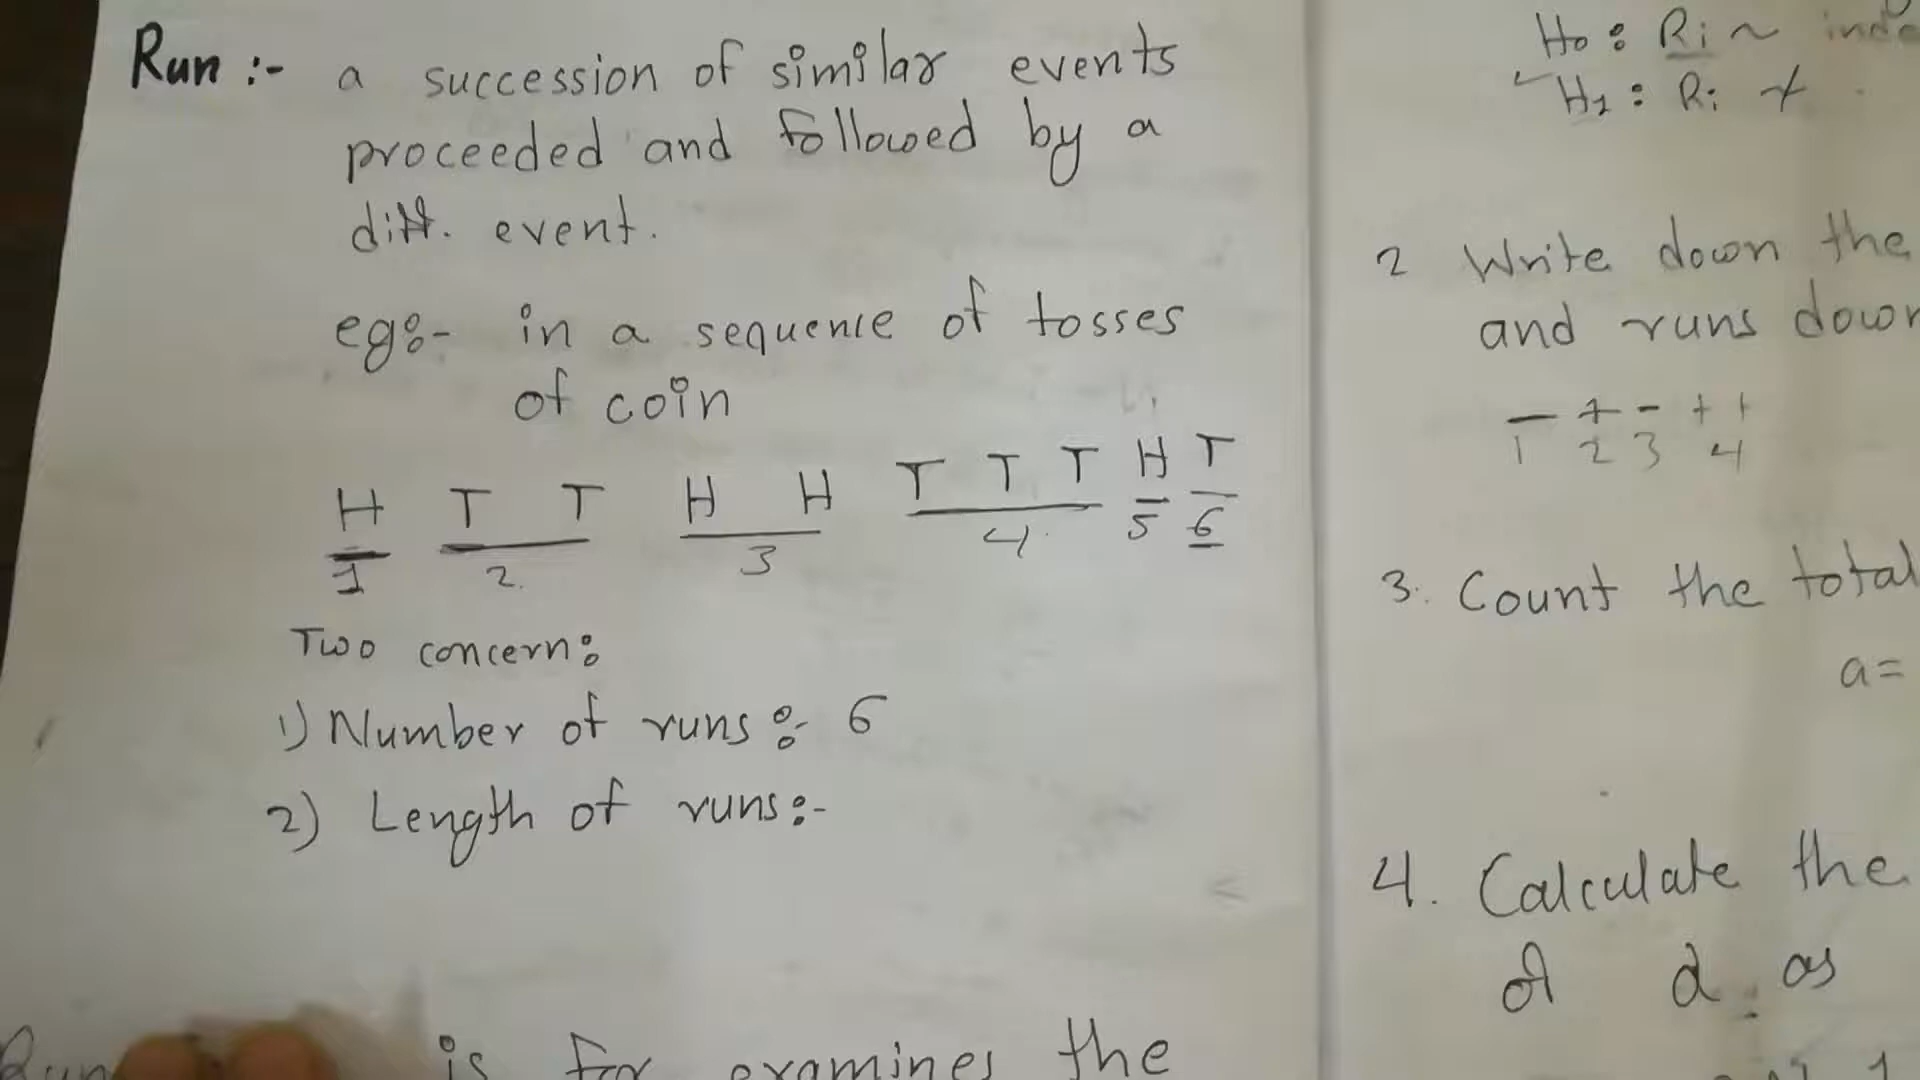 Run :- a succession of similar events
proceeded and followed by a
diff. event.
eg:- in a sequence of tosses
of coin
H T T H H T T T H T
1 2. 3 4. 5 6
Two concern:
1) Number of runs :- 6
2) Length of runs:-
is for examines the
H0 : Ri ~
H1 : Ri ≁
2 Write down the
and runs down
- + - + +
1 2 3 4
3. Count the total
a=
4. Calculate the
of a as